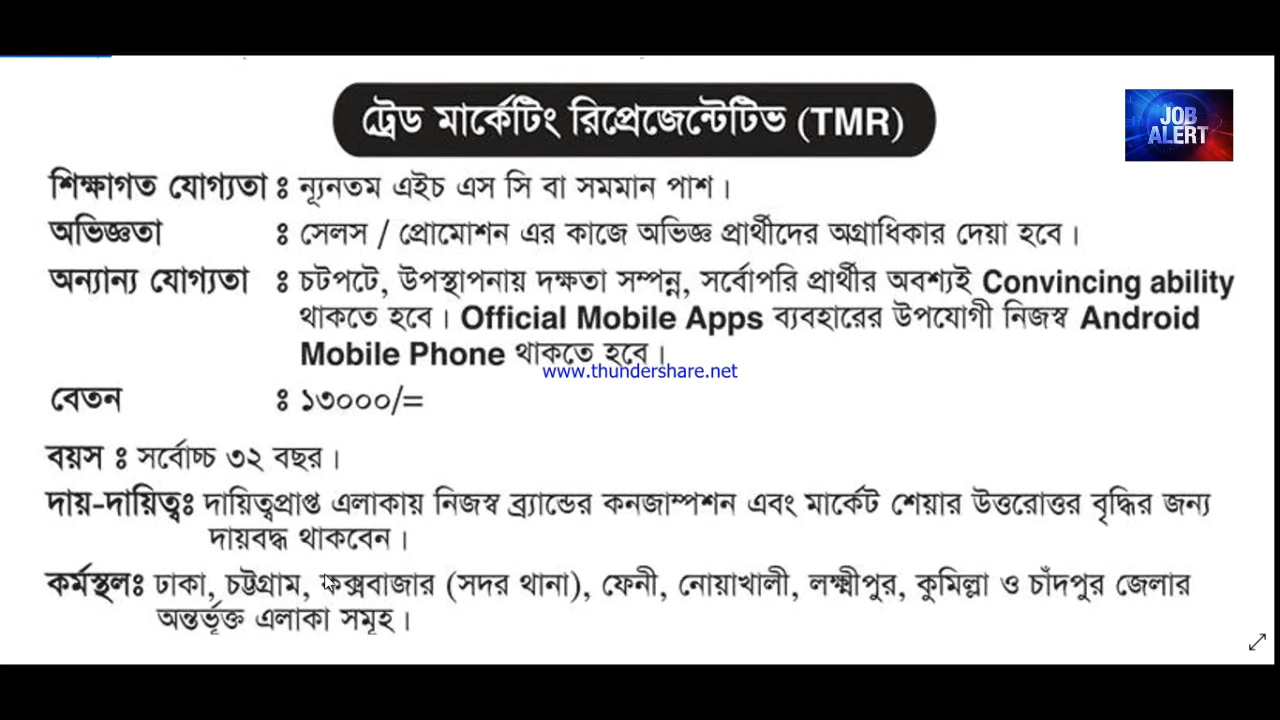 ট্রেড মার্কেটিং রিপ্রেজেন্টেটিভ (TMR)
JOB
ALERT
শিক্ষাগত যোগ্যতা ঃ ন্যূনতম এইচ এস সি বা সমমান পাশ।
অভিজ্ঞতা ঃ সেলস / প্রোমোশন এর কাজে অভিজ্ঞ প্রার্থীদের অগ্রাধিকার দেয়া হবে।
অন্যান্য যোগ্যতা ঃ চটপটে, উপস্থাপনায় দক্ষতা সম্পন্ন, সর্বোপরি প্রার্থীর অবশ্যই Convincing ability
থাকতে হবে। Official Mobile Apps ব্যবহারের উপযোগী নিজস্ব Android
Mobile Phone থাকতে হবে।
www.thundershare.net
বেতন ঃ ১৩০০০/=
বয়স ঃ সর্বোচ্চ ৩২ বছর।
দায়-দায়িত্বঃ দায়িত্বপ্রাপ্ত এলাকায় নিজস্ব ব্র্যান্ডের কনজাম্পশন এবং মার্কেট শেয়ার উত্তরোত্তর বৃদ্ধির জন্য
দায়বদ্ধ থাকবেন।
কর্মস্থলঃ ঢাকা, চট্টগ্রাম, কক্সবাজার (সদর থানা), ফেনী, নোয়াখালী, লক্ষ্মীপুর, কুমিল্লা ও চাঁদপুর জেলার
অন্তর্ভূক্ত এলাকা সমূহ।